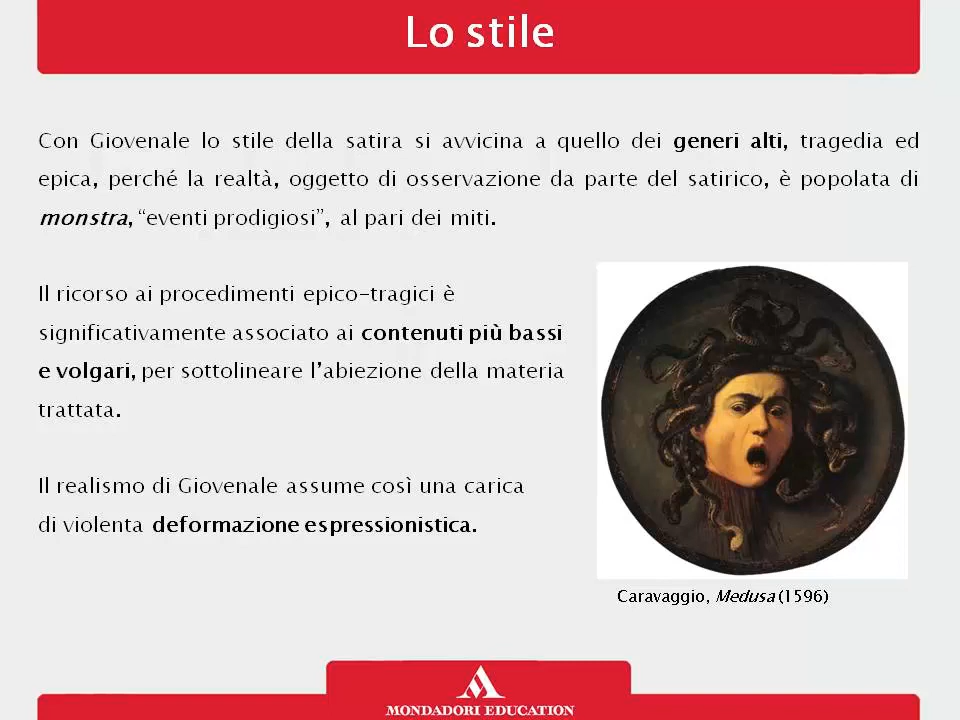 Lo stile
Con Giovenale lo stile della satira si avvicina a quello dei generi alti, tragedia ed
epica, perché la realtà, oggetto di osservazione da parte del satirico, è popolata di
monstra, “eventi prodigiosi”, al pari dei miti.
Il ricorso ai procedimenti epico-tragici è
significativamente associato ai contenuti più bassi
e volgari, per sottolineare l’abiezione della materia
trattata.
Il realismo di Giovenale assume così una carica
di violenta deformazione espressionistica.
Caravaggio, Medusa (1596)
MONDADORI EDUCATION